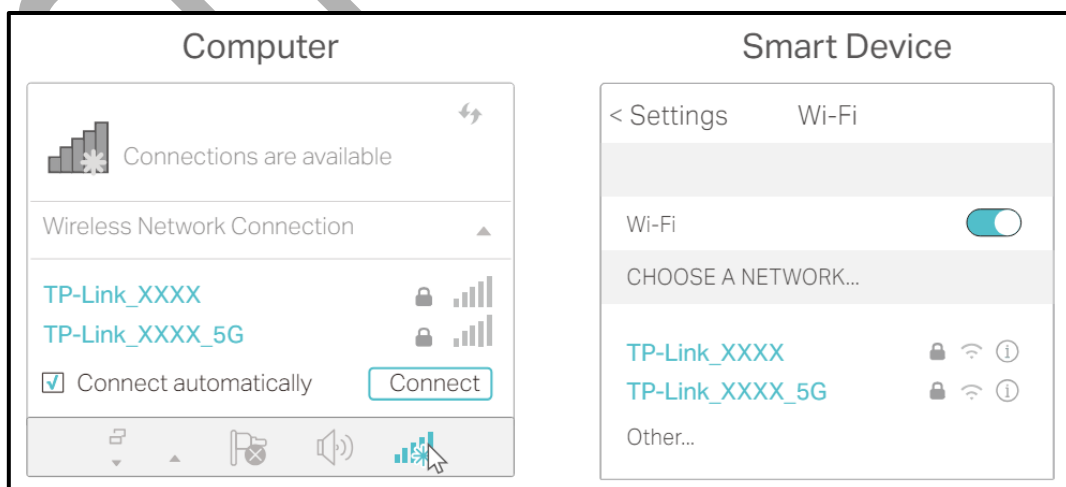 Computer
Connections are available
Wireless Network Connection
TP-Link_XXXX
TP-Link_XXXX_5G
Connect automatically
Connect
Smart Device
< Settings Wi-Fi
Wi-Fi
CHOOSE A NETWORK...
TP-Link_XXXX
TP-Link_XXXX_5G
Other...